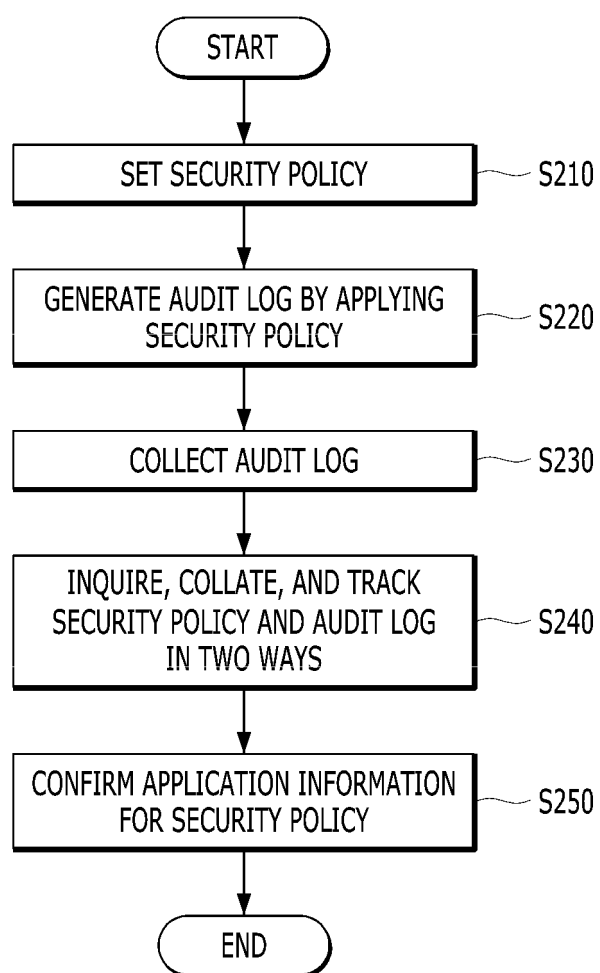 START
SET SECURITY POLICY
S210
GENERATE AUDIT LOG BY APPLYING
SECURITY POLICY
S220
COLLECT AUDIT LOG
S230
INQUIRE, COLLATE, AND TRACK
SECURITY POLICY AND AUDIT LOG
IN TWO WAYS
S240
CONFIRM APPLICATION INFORMATION
FOR SECURITY POLICY
S250
END